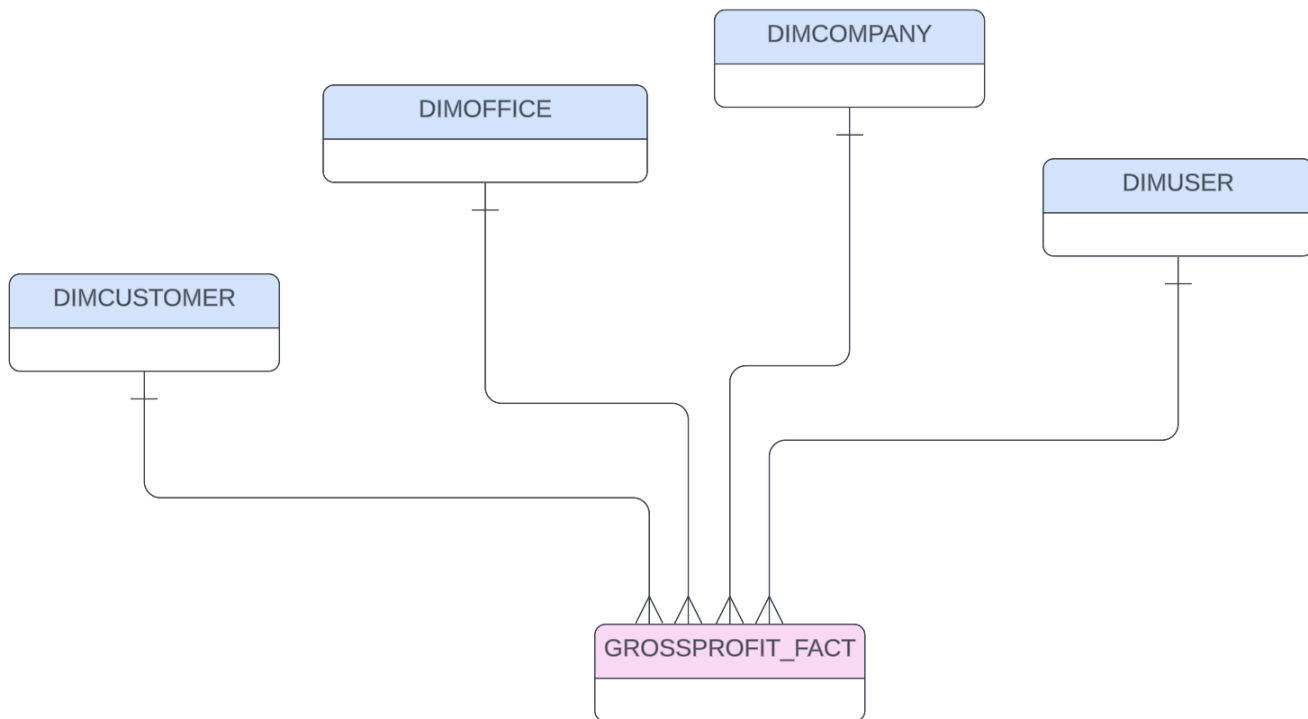 DIMCOMPANY
DIMOFFICE
DIMUSER
DIMCUSTOMER
GROSSPROFIT_FACT